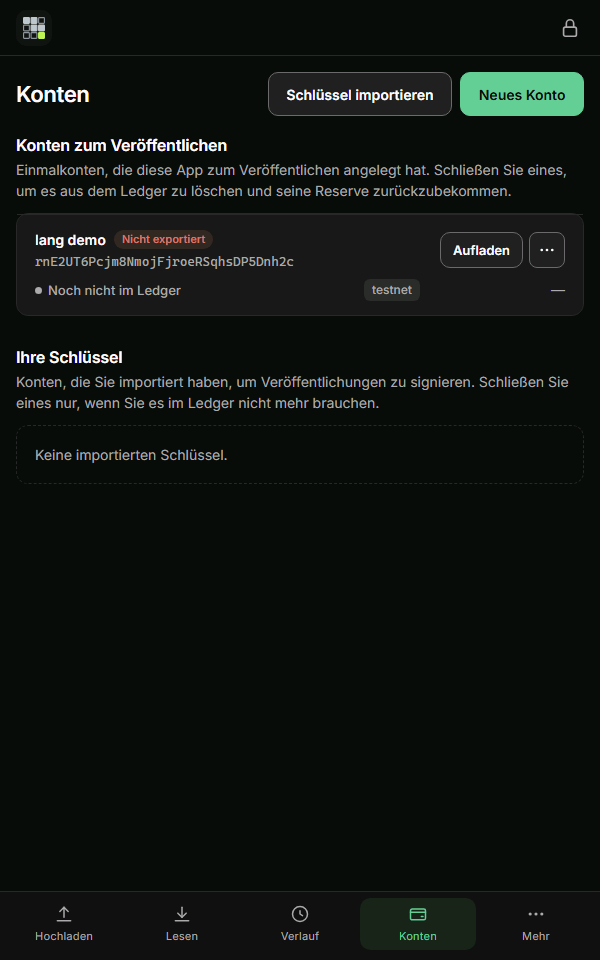 Konten
Schlüssel importieren
Neues Konto
Konten zum Veröffentlichen
Einmalkonten, die diese App zum Veröffentlichen angelegt hat. Schließen Sie eines,
um es aus dem Ledger zu löschen und seine Reserve zurückzubekommen.
lang demo
Nicht exportiert
rnE2UT6Pcjm8NmojFjroeRSqhsDP5Dnh2c
Aufladen
Noch nicht im Ledger
testnet
—
Ihre Schlüssel
Konten, die Sie importiert haben, um Veröffentlichungen zu signieren. Schließen Sie
eines nur, wenn Sie es im Ledger nicht mehr brauchen.
Keine importierten Schlüssel.
Hochladen
Lesen
Verlauf
Konten
Mehr